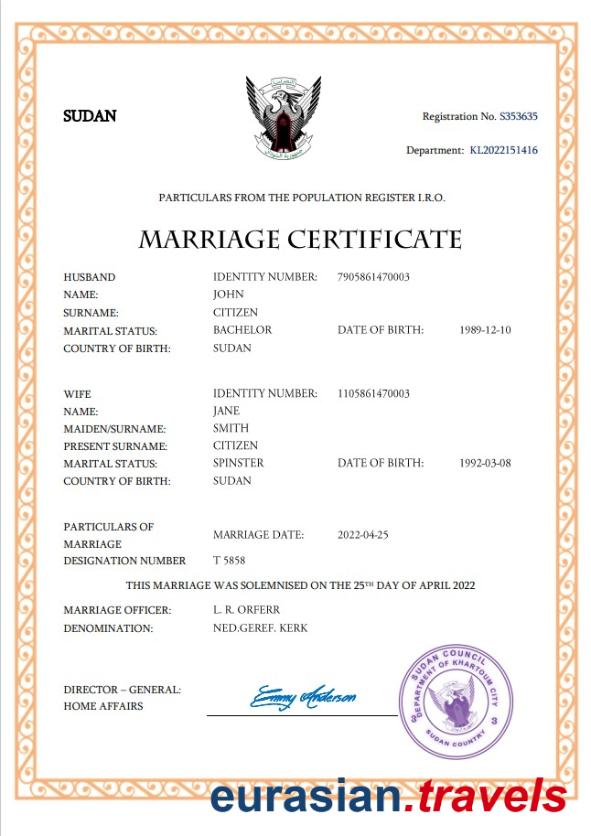 SUDAN
Registration No. S353635
Department: KL2022151416
PARTICULARS FROM THE POPULATION REGISTER I.R.O.
MARRIAGE CERTIFICATE
HUSBAND IDENTITY NUMBER: 7905861470003
NAME: JOHN
SURNAME: CITIZEN
MARITAL STATUS: BACHELOR DATE OF BIRTH: 1989-12-10
COUNTRY OF BIRTH: SUDAN
WIFE IDENTITY NUMBER: 1105861470003
NAME: JANE
MAIDEN/SURNAME: SMITH
PRESENT SURNAME: CITIZEN
MARITAL STATUS: SPINSTER DATE OF BIRTH: 1992-03-08
COUNTRY OF BIRTH: SUDAN
PARTICULARS OF
MARRIAGE MARRIAGE DATE: 2022-04-25
DESIGNATION NUMBER T 5858
THIS MARRIAGE WAS SOLEMNISED ON THE 25TH DAY OF APRIL 2022
MARRIAGE OFFICER: L. R. ORFERR
DENOMINATION: NED.GEREF. KERK
DIRECTOR – GENERAL:
HOME AFFAIRS
Emmy Anderson
SUDAN COUNCIL
DEPARTMENT OF KHARTOUM CITY
SUDAN COUNTRY
eurasian.travels